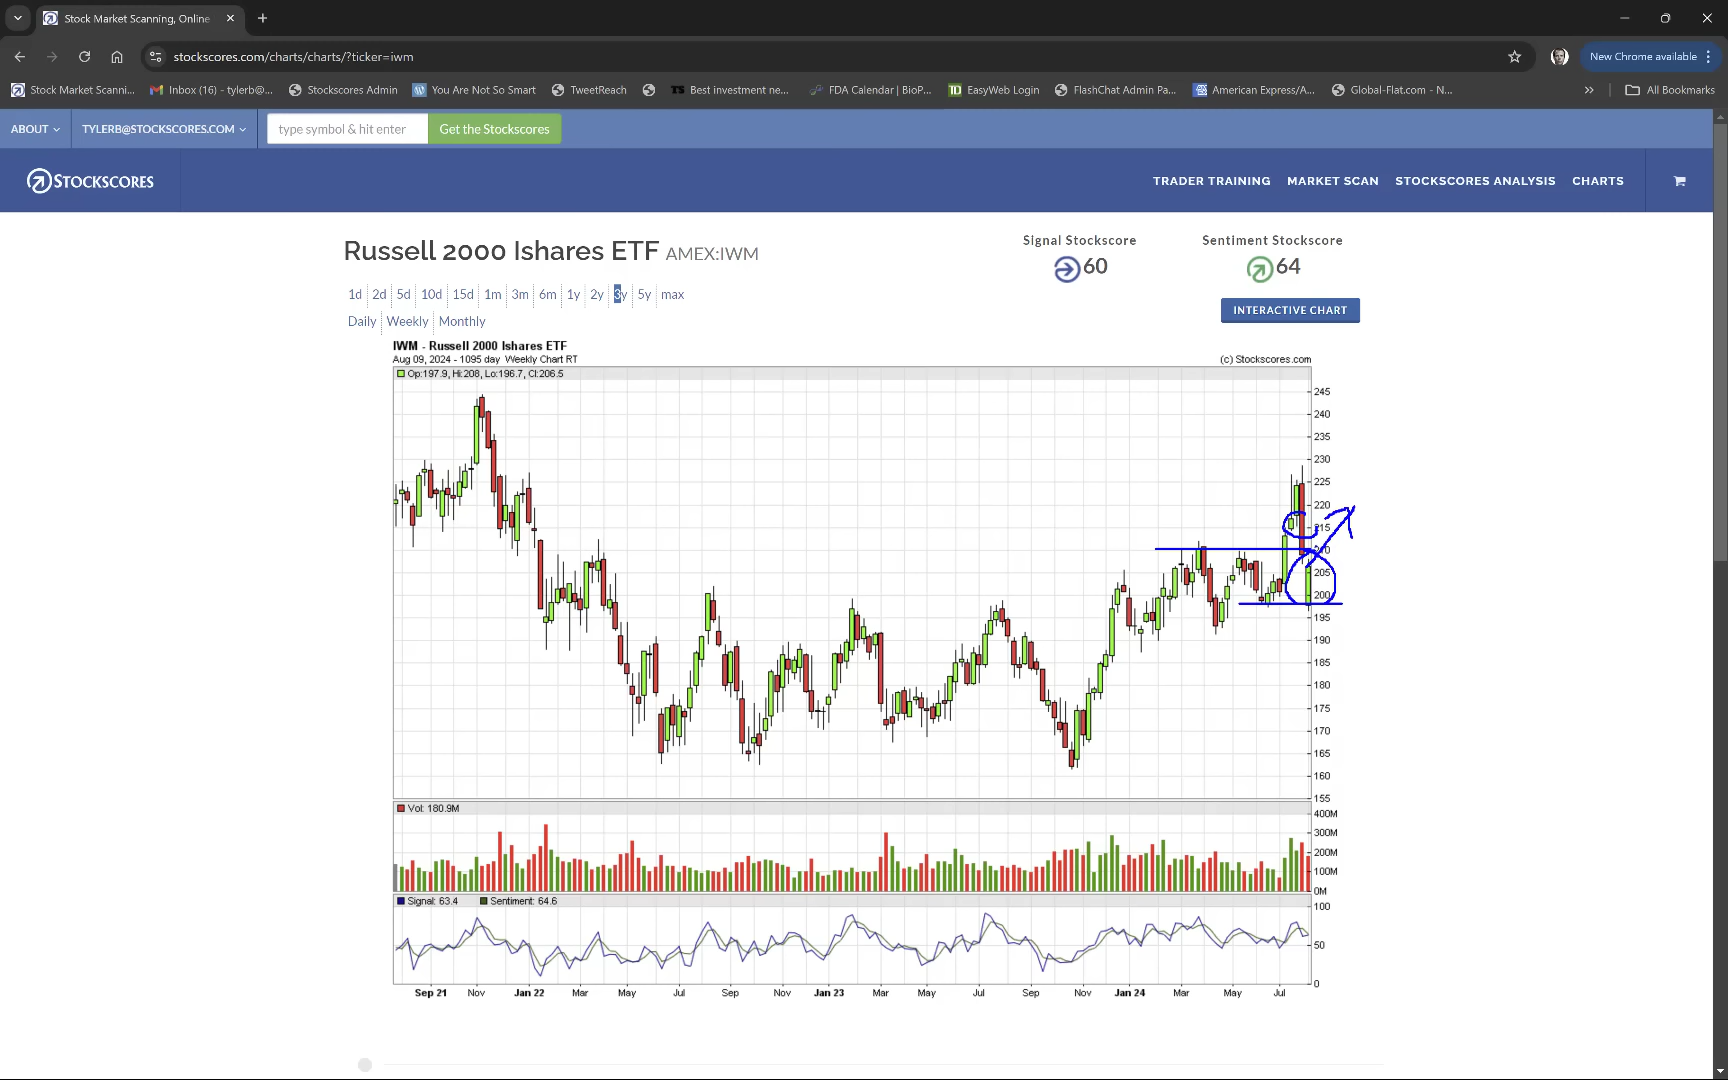 Stock Market Scanning, Online
stockscores.com/charts/charts/?ticker=iwm
New Chrome available
Stock Market Scanni...
Inbox (16) - tylerb@...
Stockscores Admin
You Are Not So Smart
TweetReach
TS Best investment ne...
FDA Calendar | BioP...
TD EasyWeb Login
FlashChat Admin Pa...
American Express/A...
Global-Flat.com - N...
All Bookmarks
ABOUT
TYLERB@STOCKSCORES.COM
type symbol & hit enter
Get the Stockscores
STOCKSCORES
TRADER TRAINING
MARKET SCAN
STOCKSCORES ANALYSIS
CHARTS
Russell 2000 Ishares ETF AMEX:IWM
Signal Stockscore
60
Sentiment Stockscore
64
1d 2d 5d 10d 15d 1m 3m 6m 1y 2y 3y 5y max
Daily Weekly Monthly
INTERACTIVE CHART
IWM - Russell 2000 Ishares ETF
Aug 09, 2024 - 1095 day Weekly Chart RT
(c) Stockscores.com
Op:197.9, Hi:208, Lo:196.7, Cl:206.5
245
240
235
230
225
220
215
210
205
200
195
190
185
180
175
170
165
160
155
Vol: 180.9M
400M
300M
200M
100M
0M
Signal: 63.4 Sentiment: 64.6
100
50
0
Sep 21 Nov Jan 22 Mar May Jul Sep Nov Jan 23 Mar May Jul Sep Nov Jan 24 Mar May Jul